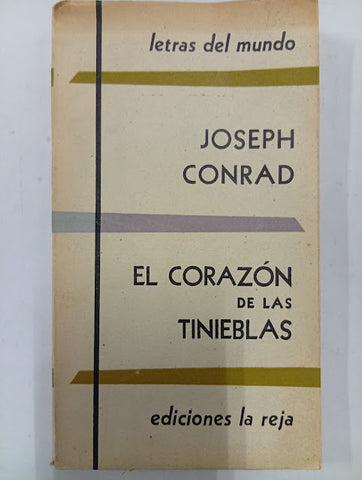 letras del mundo
JOSEPH
CONRAD
EL CORAZÓN
DE LAS
TINIEBLAS
ediciones la reja